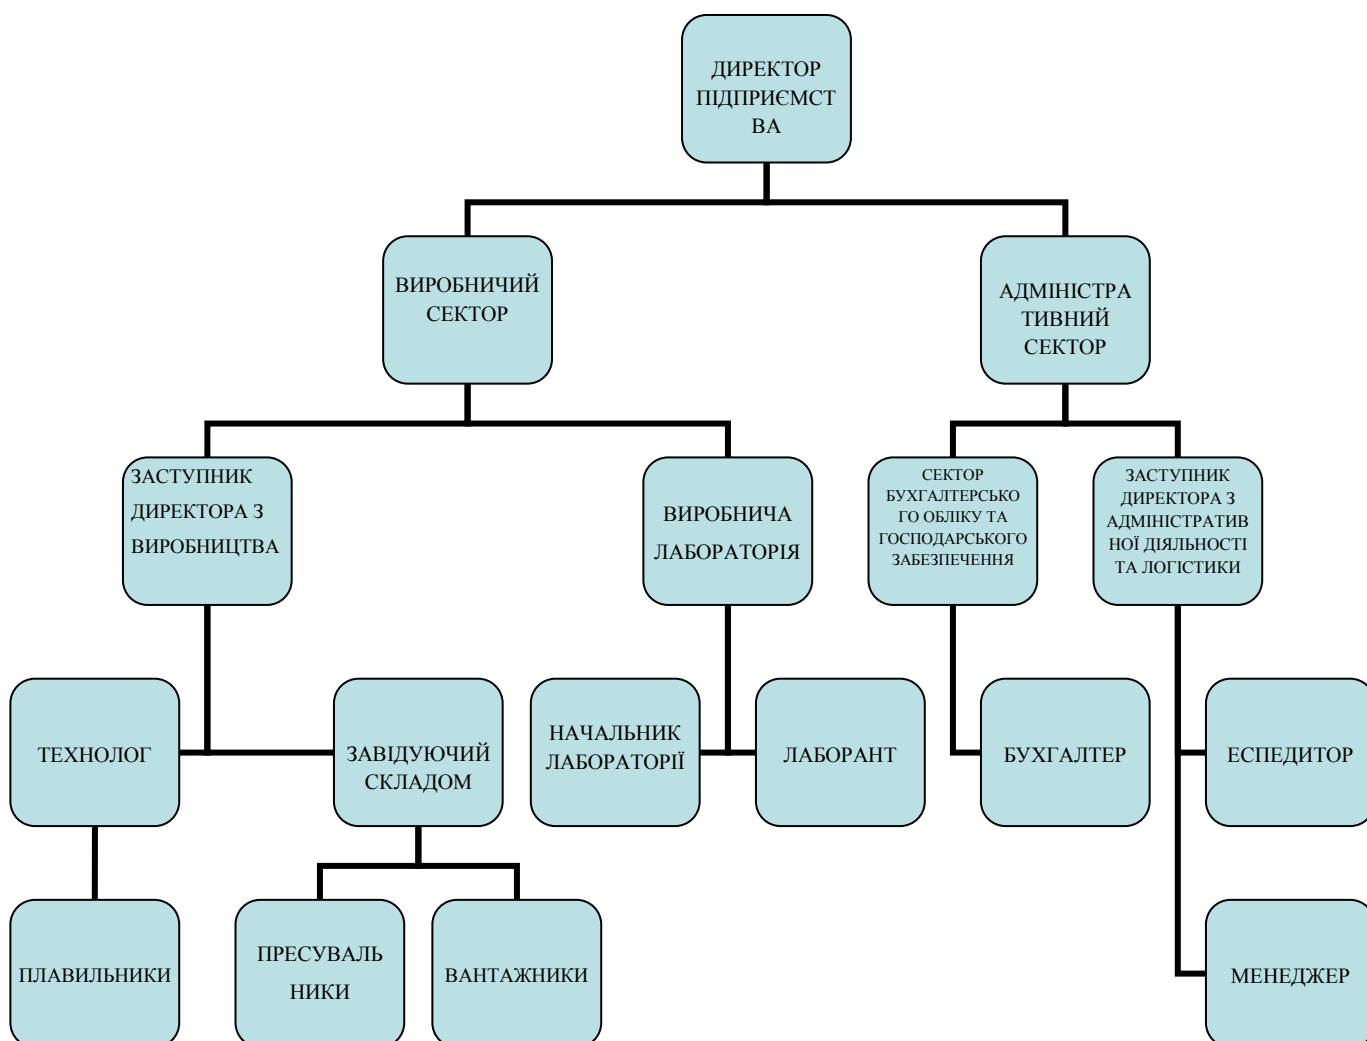 ДИРЕКТОР
ПІДПРИЄМСТ
ВА
ВИРОБНИЧИЙ
СЕКТОР
АДМІНІСТРА
ТИВНИЙ
СЕКТОР
ЗАСТУПНИК
ДИРЕКТОРА З
ВИРОБНИЦТВА
ВИРОБНИЧА
ЛАБОРАТОРІЯ
СЕКТОР
БУХГАЛТЕРСЬКО
ГО ОБЛІКУ ТА
ГОСПОДАРСЬКОГО
ЗАБЕЗПЕЧЕННЯ
ЗАСТУПНИК
ДИРЕКТОРА З
АДМІНІСТРАТИВ
НОЇ ДІЯЛЬНОСТІ
ТА ЛОГІСТИКИ
ТЕХНОЛОГ
ЗАВІДУЮЧИЙ
СКЛАДОМ
НАЧАЛЬНИК
ЛАБОРАТОРІЇ
ЛАБОРАНТ
БУХГАЛТЕР
ЕСПЕДИТОР
ПЛАВИЛЬНИКИ
ПРЕСУВАЛЬ
НИКИ
ВАНТАЖНИКИ
МЕНЕДЖЕР